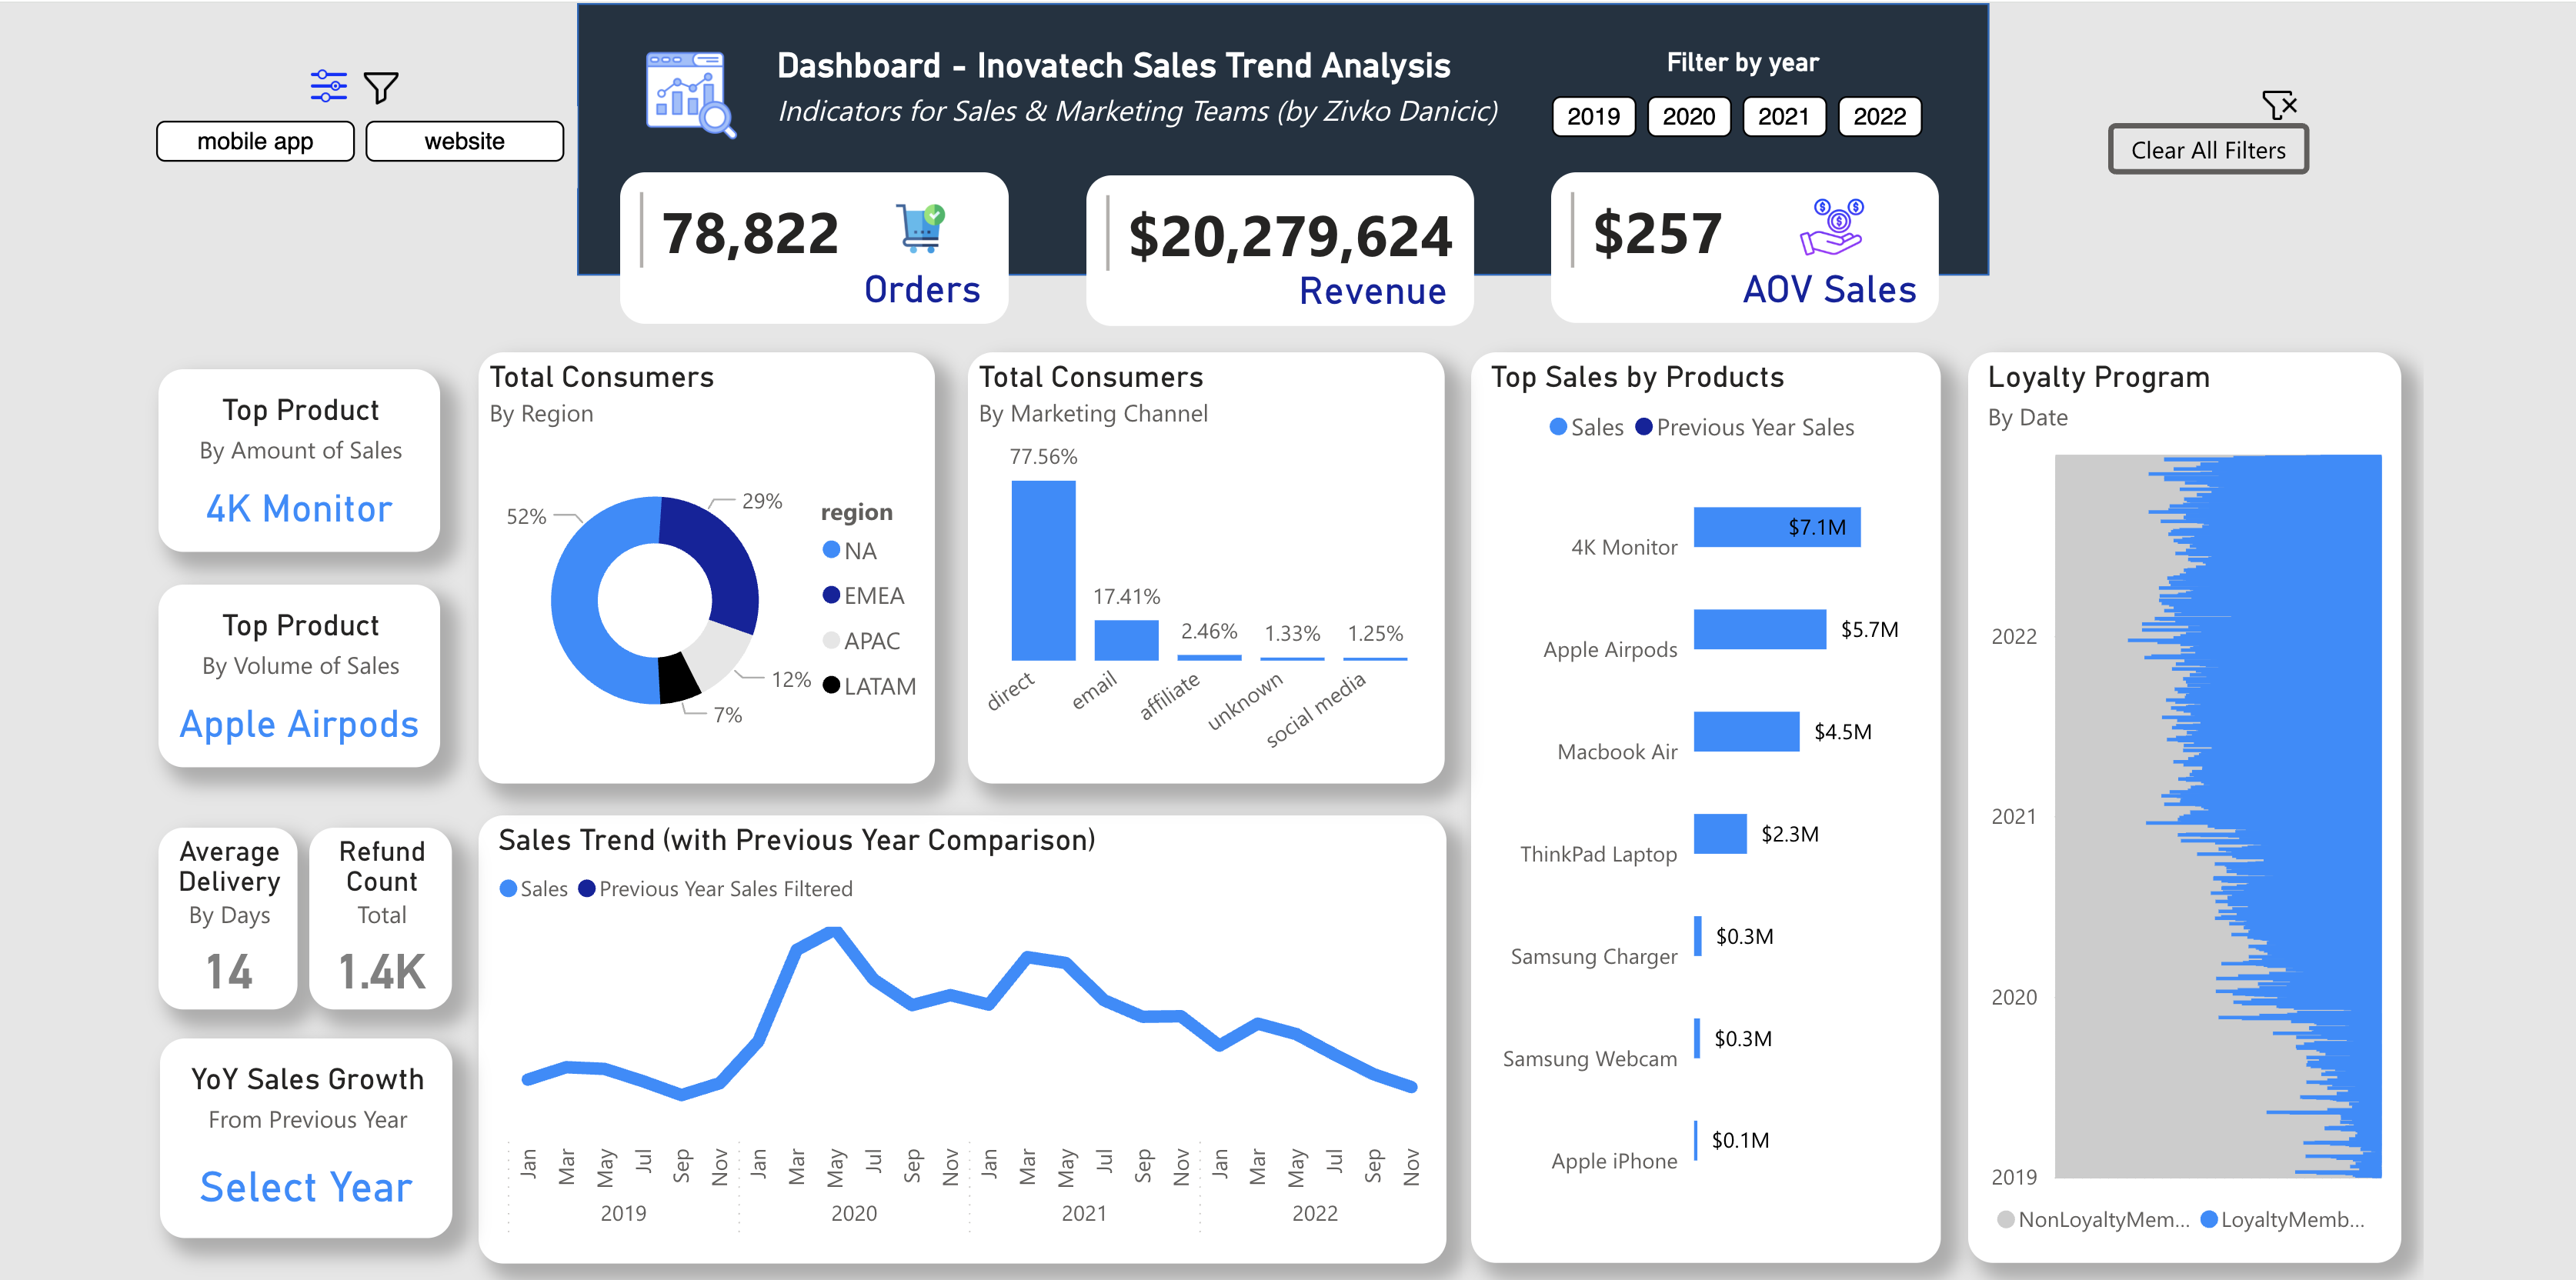 Dashboard - Inovatech Sales Trend Analysis
Indicators for Sales & Marketing Teams (by Zivko Danicic)
Filter by year
2019 2020 2021 2022
mobile app website
Clear All Filters
78,822
Orders
$20,279,624
Revenue
$257
AOV Sales
Top Product
By Amount of Sales
4K Monitor
Top Product
By Volume of Sales
Apple Airpods
Average
Delivery
By Days
14
Refund
Count
Total
1.4K
YoY Sales Growth
From Previous Year
Select Year
Total Consumers
By Region
52%
29%
12%
7%
region
NA
EMEA
APAC
LATAM
Total Consumers
By Marketing Channel
77.56%
17.41%
2.46%
1.33%
1.25%
direct
email
affiliate
unknown
social media
Sales Trend (with Previous Year Comparison)
Sales Previous Year Sales Filtered
Jan Mar May Jul Sep Nov Jan Mar May Jul Sep Nov Jan Mar May Jul Sep Nov Jan Mar May Jul Sep Nov
2019 2020 2021 2022
Top Sales by Products
Sales Previous Year Sales
4K Monitor $7.1M
Apple Airpods $5.7M
Macbook Air $4.5M
ThinkPad Laptop $2.3M
Samsung Charger $0.3M
Samsung Webcam $0.3M
Apple iPhone $0.1M
Loyalty Program
By Date
2022
2021
2020
2019
NonLoyaltyMem... LoyaltyMemb...